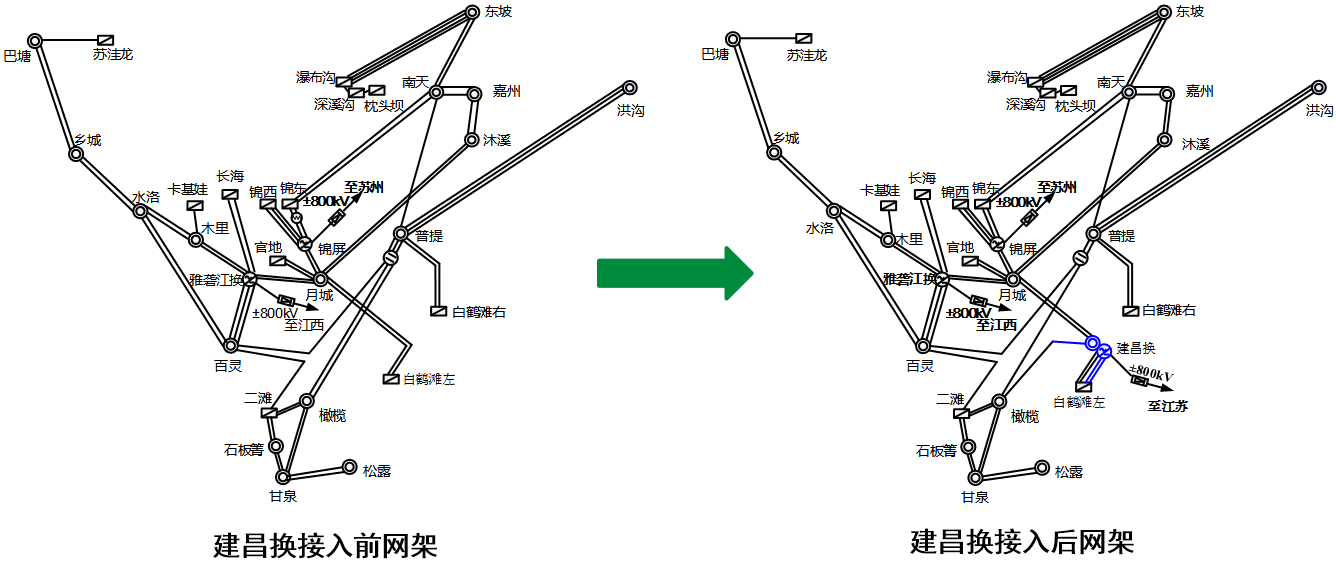 东坡
巴塘
苏洼龙
瀑布沟
南天
深溪沟
枕头坝
嘉州
洪沟
沐溪
乡城
长海
卡基娃
锦西
锦东
至苏州
±800kV
水洛
木里
普提
官地
锦屏
雅砻江换
月城
±800kV
至江西
白鹤滩右
百灵
白鹤滩左
二滩
橄榄
石板箐
松露
甘泉
建昌换接入前网架
东坡
巴塘
苏洼龙
瀑布沟
南天
深溪沟
枕头坝
嘉州
洪沟
沐溪
乡城
长海
卡基娃
锦西
锦东
至苏州
±800kV
水洛
木里
普提
官地
锦屏
雅砻江换
月城
±800kV
至江西
白鹤滩右
百灵
建昌换
±800kV
白鹤滩左
至江苏
二滩
橄榄
石板箐
松露
甘泉
建昌换接入后网架